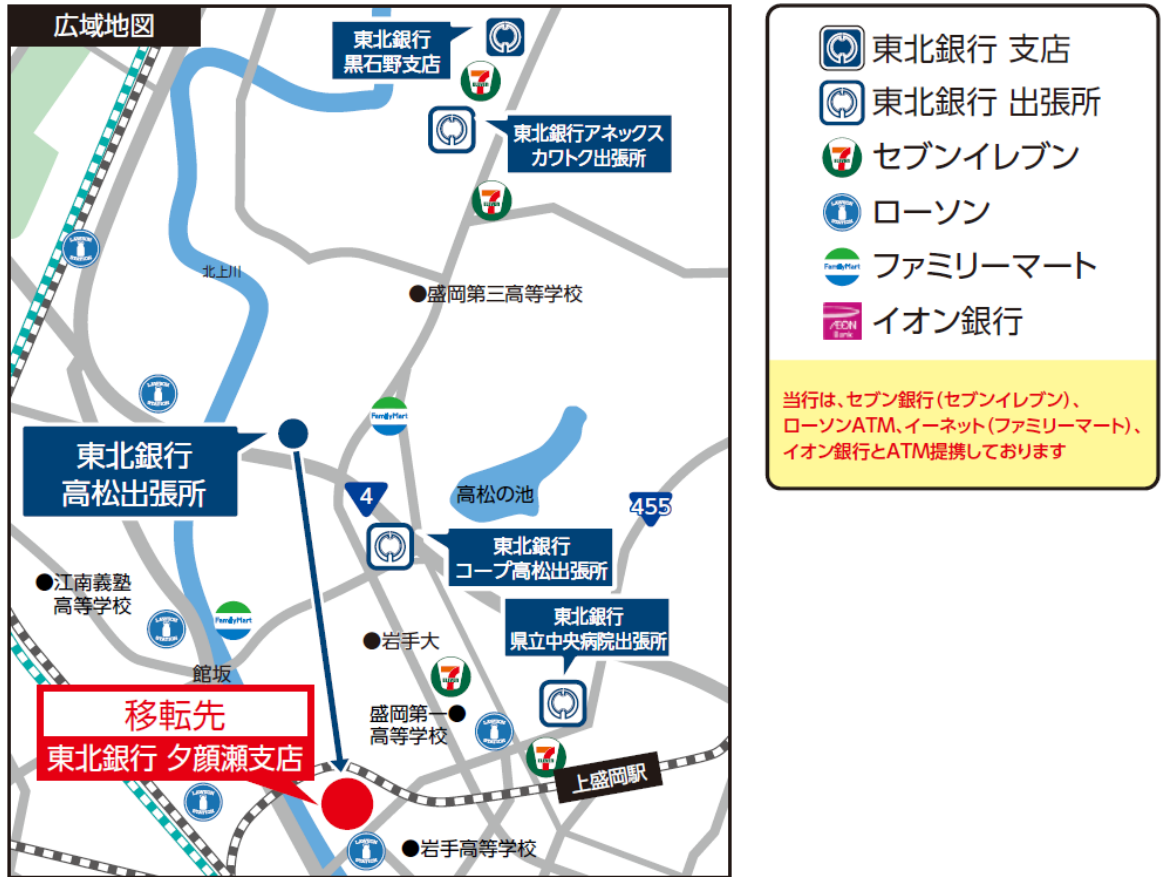 広域地図
東北銀行
黒石野支店
東北銀行アネックス
カワトク出張所
北上川
●盛岡第三高等学校
東北銀行
高松出張所
FamilyMart
4
高松の池
455
東北銀行
コープ高松出張所
●江南義塾
高等学校
FamilyMart
東北銀行
県立中央病院出張所
●岩手大
館坂
移転先
東北銀行 夕顔瀬支店
盛岡第一●
高等学校
上盛岡駅
●岩手高等学校
東北銀行 支店
東北銀行 出張所
7 ELEVEN
セブンイレブン
LAWSON STATION
ローソン
FamilyMart
ファミリーマート
AEON Bank
イオン銀行
当行は、セブン銀行(セブンイレブン)、
ローソンATM、イーネット(ファミリーマート)、
イオン銀行とATM提携しております